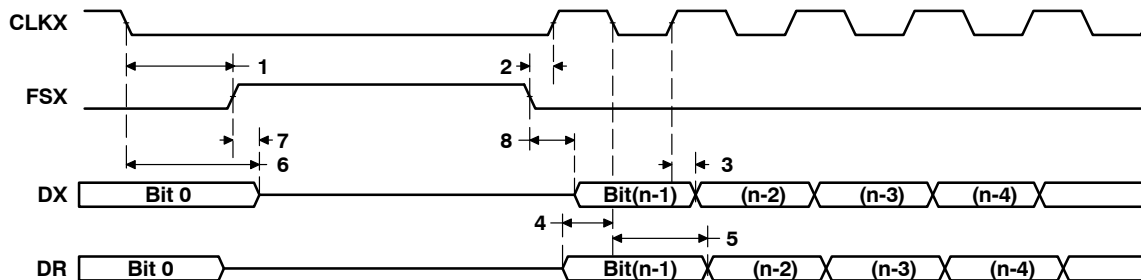 CLKX
1
2
FSX
7
8
6
3
DX
Bit 0
Bit(n-1)
(n-2)
(n-3)
(n-4)
4
5
DR
Bit 0
Bit(n-1)
(n-2)
(n-3)
(n-4)